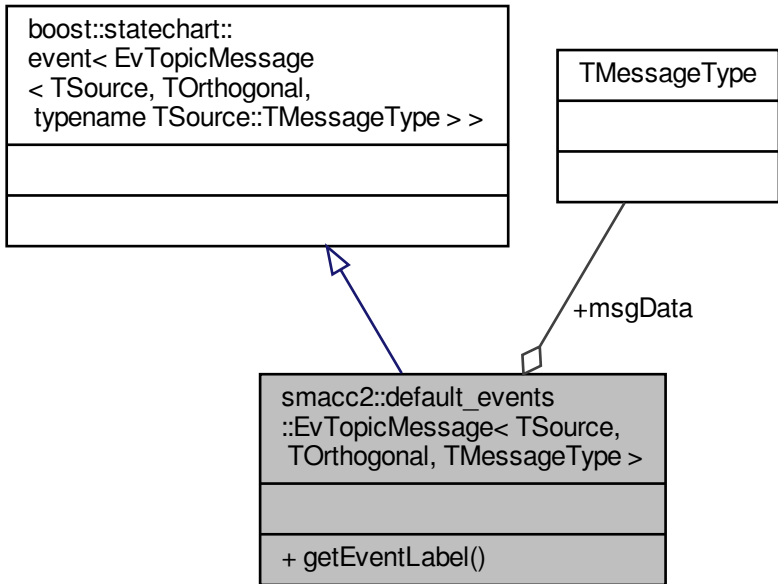 boost::statechart::
event< EvTopicMessage
< TSource, TOrthogonal,
typename TSource::TMessageType > >
TMessageType
+msgData
smacc2::default_events
::EvTopicMessage< TSource,
TOrthogonal, TMessageType >
+ getEventLabel()